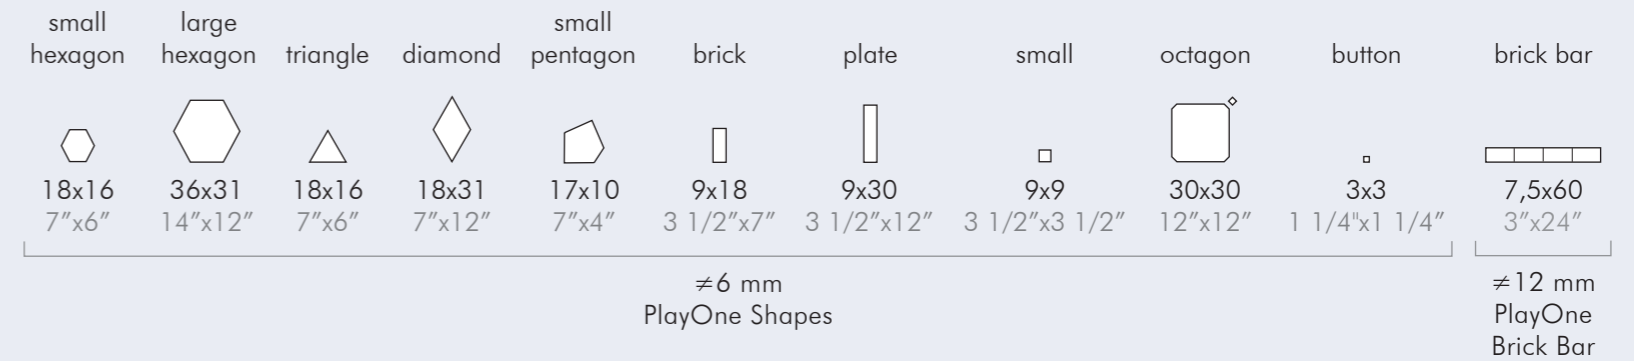 small hexagon
large hexagon
triangle
diamond
small pentagon
brick
plate
small
octagon
button
brick bar
18x16
36x31
18x16
18x31
17x10
9x18
9x30
9x9
30x30
3x3
7,5x60
7”x6”
14”x12”
7”x6”
7”x12”
7”x4”
3 1/2”x7”
3 1/2”x12”
3 1/2”x3 1/2”
12”x12”
1 1/4"x1 1/4”
3”x24”
≠6 mm
PlayOne Shapes
≠12 mm
PlayOne
Brick Bar